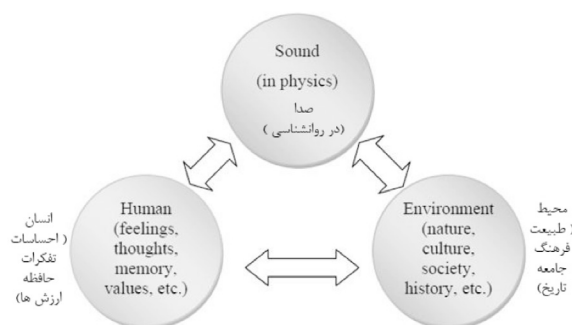 Sound
(in physics)
صدا
(در روانشناسی )
Human
(feelings,
thoughts,
memory,
values, etc.)
انسان
( احساسات
تفکرات
حافظه
ارزش ها)
Environment
(nature,
culture,
society,
history, etc.)
محیط
( طبیعت
فرهنگ
جامعه
تاریخ)